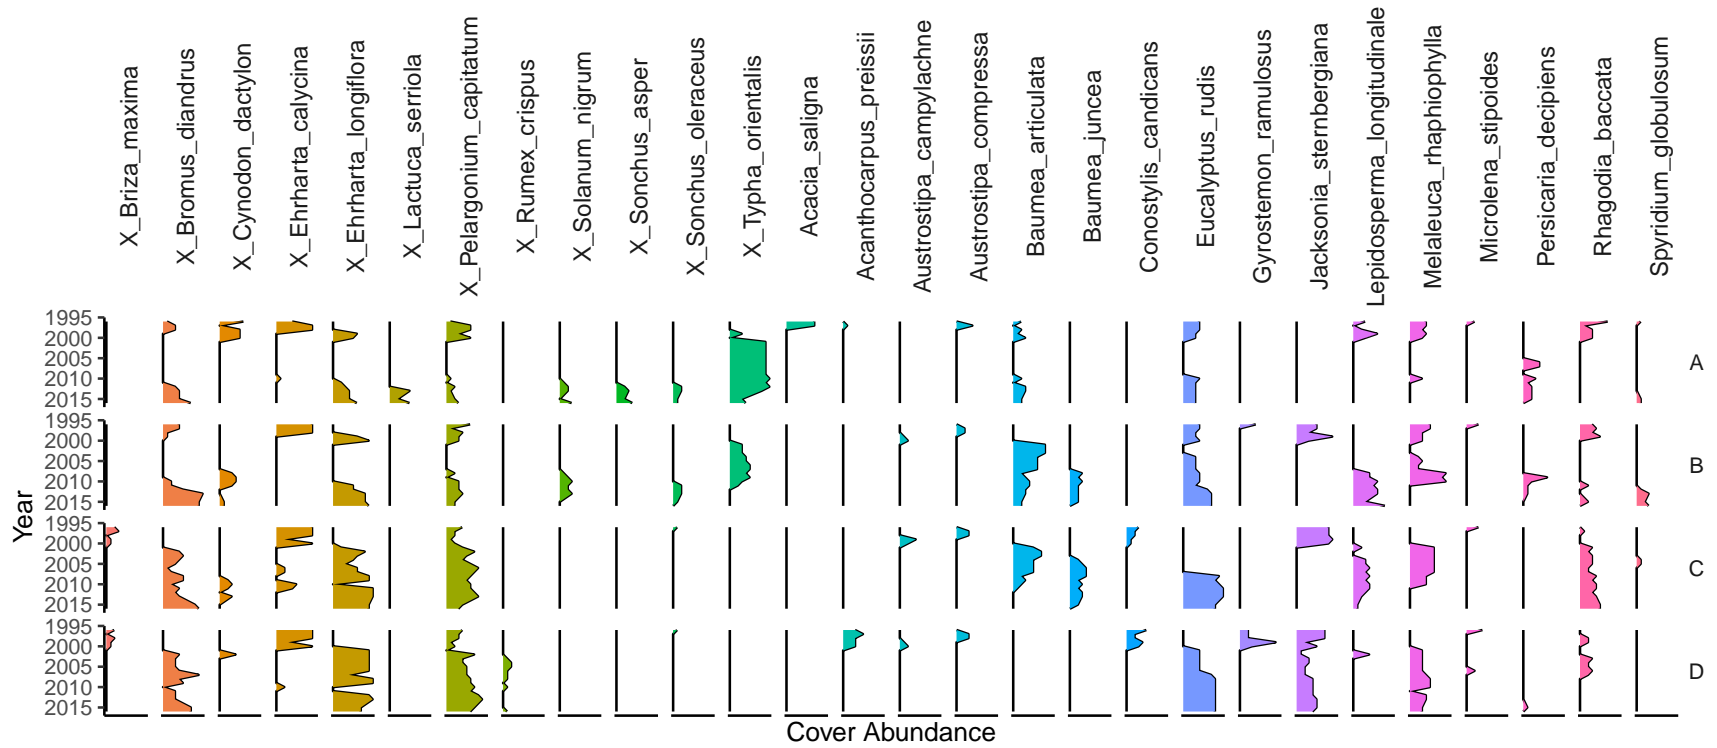 X_Briza_maxima
X_Bromus_diandrus
X_Cynodon_dactylon
X_Ehrharta_calycina
X_Ehrharta_longiflora
X_Lactuca_serriola
X_Pelargonium_capitatum
X_Rumex_crispus
X_Solanum_nigrum
X_Sonchus_asper
X_Sonchus_oleraceus
X_Typha_orientalis
Acacia_saligna
Acanthocarpus_preissii
Austrostipa_campylachne
Austrostipa_compressa
Baumea_articulata
Baumea_juncea
Conostylis_candicans
Eucalyptus_rudis
Gyrostemon_ramulosus
Jacksonia_sternbergiana
Lepidosperma_longitudinale
Melaleuca_rhaphiophylla
Microlena_stipoides
Persicaria_decipiens
Rhagodia_baccata
Spyridium_globulosum
1995
2000
2005
2010
2015
A
1995
2000
2005
2010
2015
B
1995
2000
2005
2010
2015
C
1995
2000
2005
2010
2015
D
Year
Cover Abundance